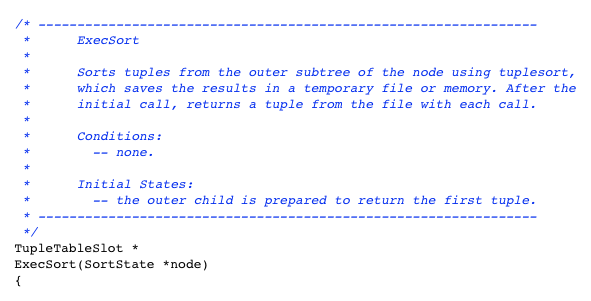 /* ----------------------------------------------------------------
 *      ExecSort
 *
 *      Sorts tuples from the outer subtree of the node using tuplesort,
 *      which saves the results in a temporary file or memory. After the
 *      initial call, returns a tuple from the file with each call.
 *
 *      Conditions:
 *        -- none.
 *
 *      Initial States:
 *        -- the outer child is prepared to return the first tuple.
 * ----------------------------------------------------------------
 */
TupleTableSlot *
ExecSort(SortState *node)
{